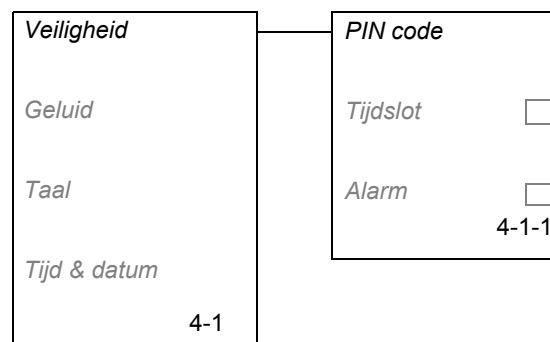 Veiligheid
Geluid
Taal
Tijd & datum
4-1
PIN code
Tijdslot
Alarm
4-1-1